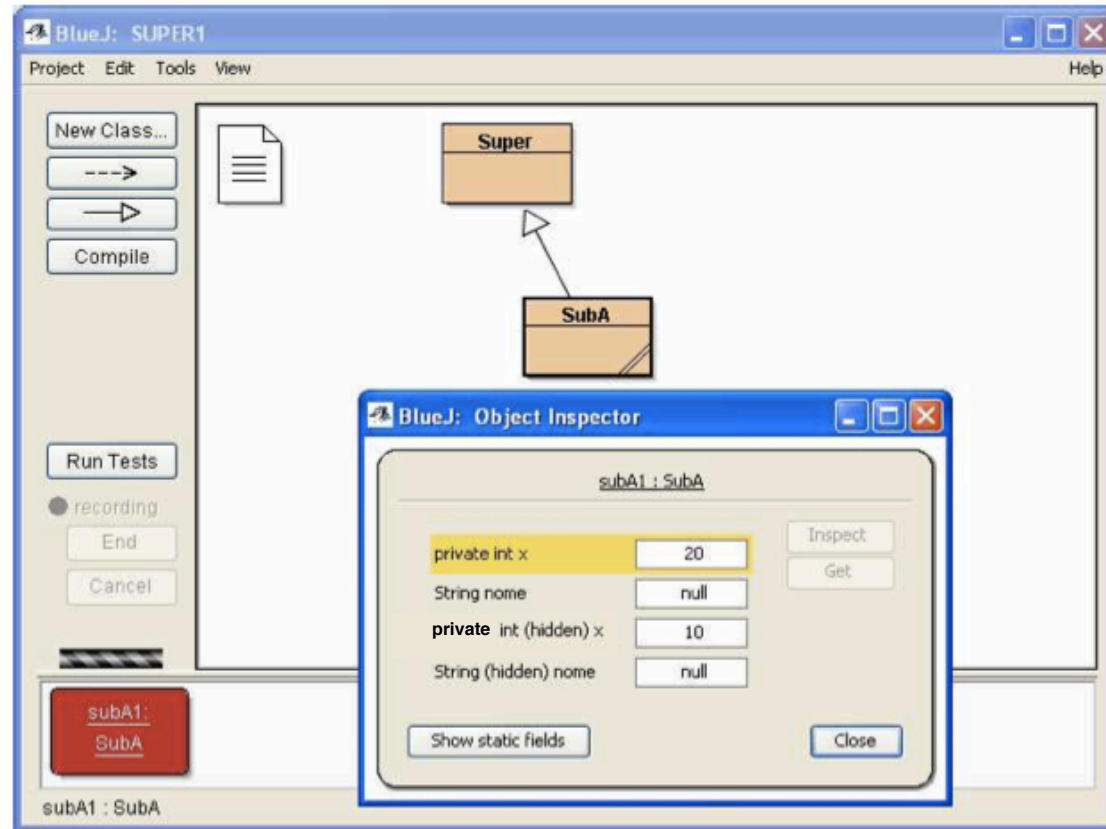 BlueJ: SUPER1
Project Edit Tools View Help
New Class...
--->
Compile
Super
SubA
BlueJ: Object Inspector
subA1 : SubA
private int x 20
String nome null
private int (hidden) x 10
String (hidden) nome null
Inspect
Get
Show static fields
Close
Run Tests
recording
End
Cancel
subA1:
SubA
subA1 : SubA